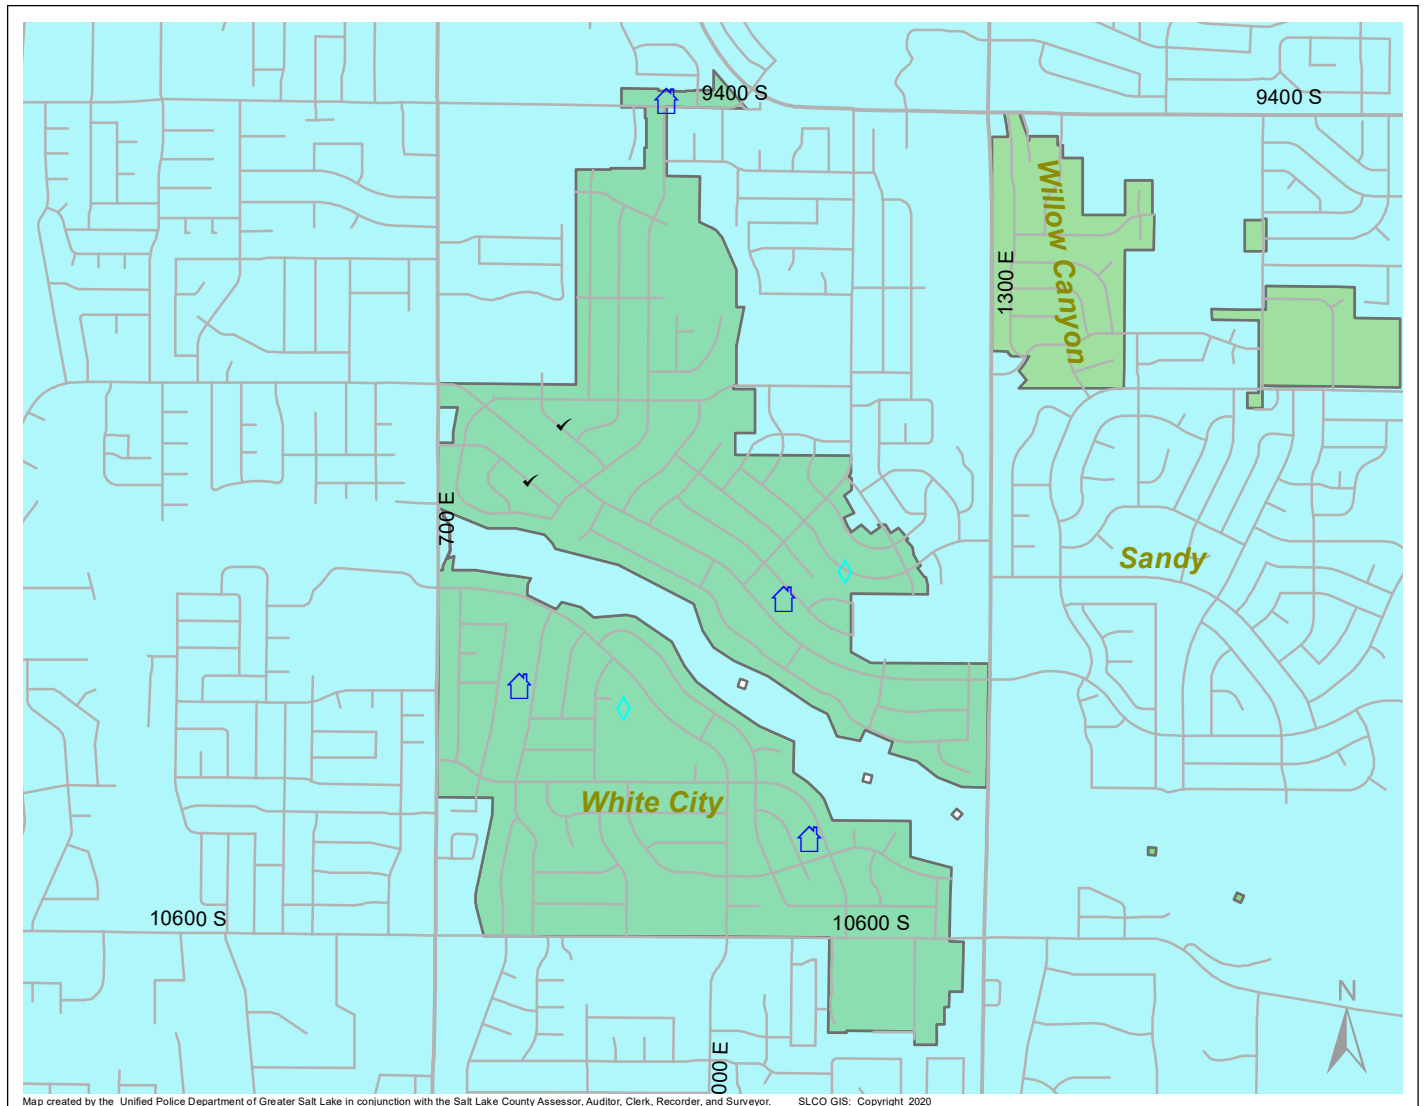 9400 S
9400 S
Willow Canyon
1300 E
700 E
Sandy
White City
10600 S
10600 S
N
000 E
Map created by the Unified Police Department of Greater Salt Lake in conjunction with the Salt Lake County Assessor, Auditor, Clerk, Recorder, and Surveyor. SLCO GIS: Copyright 2020